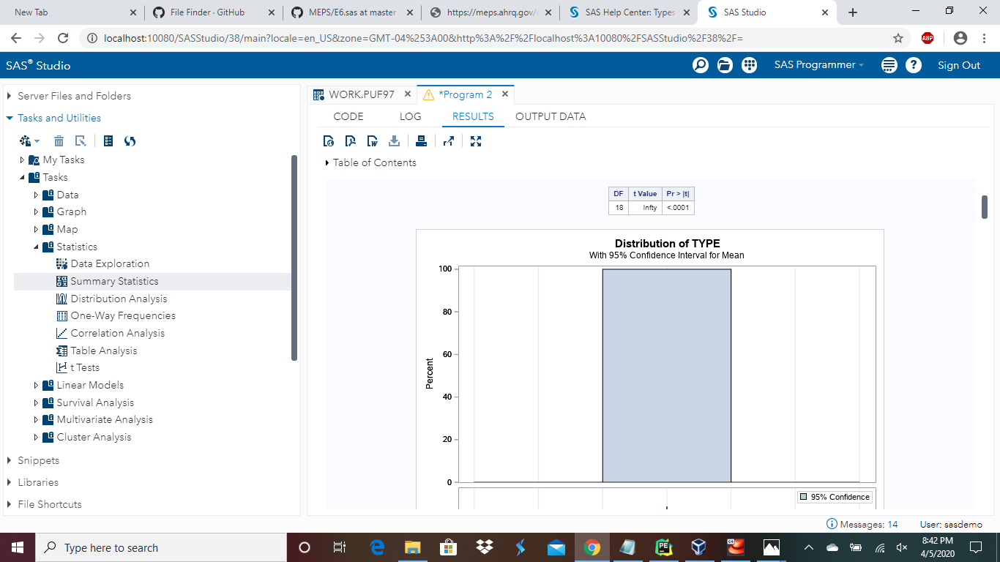 New Tab
File Finder · GitHub
MEPS/E6.sas at master
https://meps.ahrq.gov/
SAS Help Center: Types
SAS Studio
localhost:10080/SASStudio/38/main?locale=en_US&zone=GMT-04%253A00&http%3A%2F%2Flocalhost%3A10080%2FSASStudio%2F38%2F=
ABP
SAS® Studio
SAS Programmer
Sign Out
Server Files and Folders
Tasks and Utilities
My Tasks
Tasks
Data
Graph
Map
Statistics
Data Exploration
Summary Statistics
Distribution Analysis
One-Way Frequencies
Correlation Analysis
Table Analysis
t Tests
Linear Models
Survival Analysis
Multivariate Analysis
Cluster Analysis
Snippets
Libraries
File Shortcuts
WORK.PUF97
*Program 2
CODE LOG RESULTS OUTPUT DATA
Table of Contents
DF t Value Pr > |t|
18 Infty <.0001
Distribution of TYPE
With 95% Confidence Interval for Mean
100
80
60
40
20
0
Percent
95% Confidence
Messages: 14
User: sasdemo
Type here to search
PE
64
8:42 PM
4/5/2020